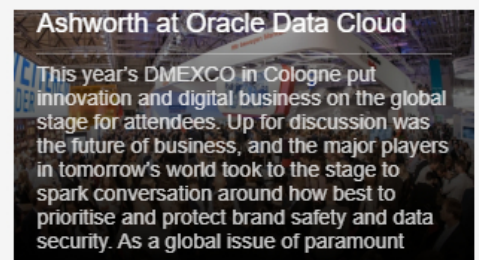 Ashworth at Oracle Data Cloud
This year's DMEXCO in Cologne put
innovation and digital business on the global
stage for attendees. Up for discussion was
the future of business, and the major players
in tomorrow's world took to the stage to
spark conversation around how best to
prioritise and protect brand safety and data
security. As a global issue of paramount